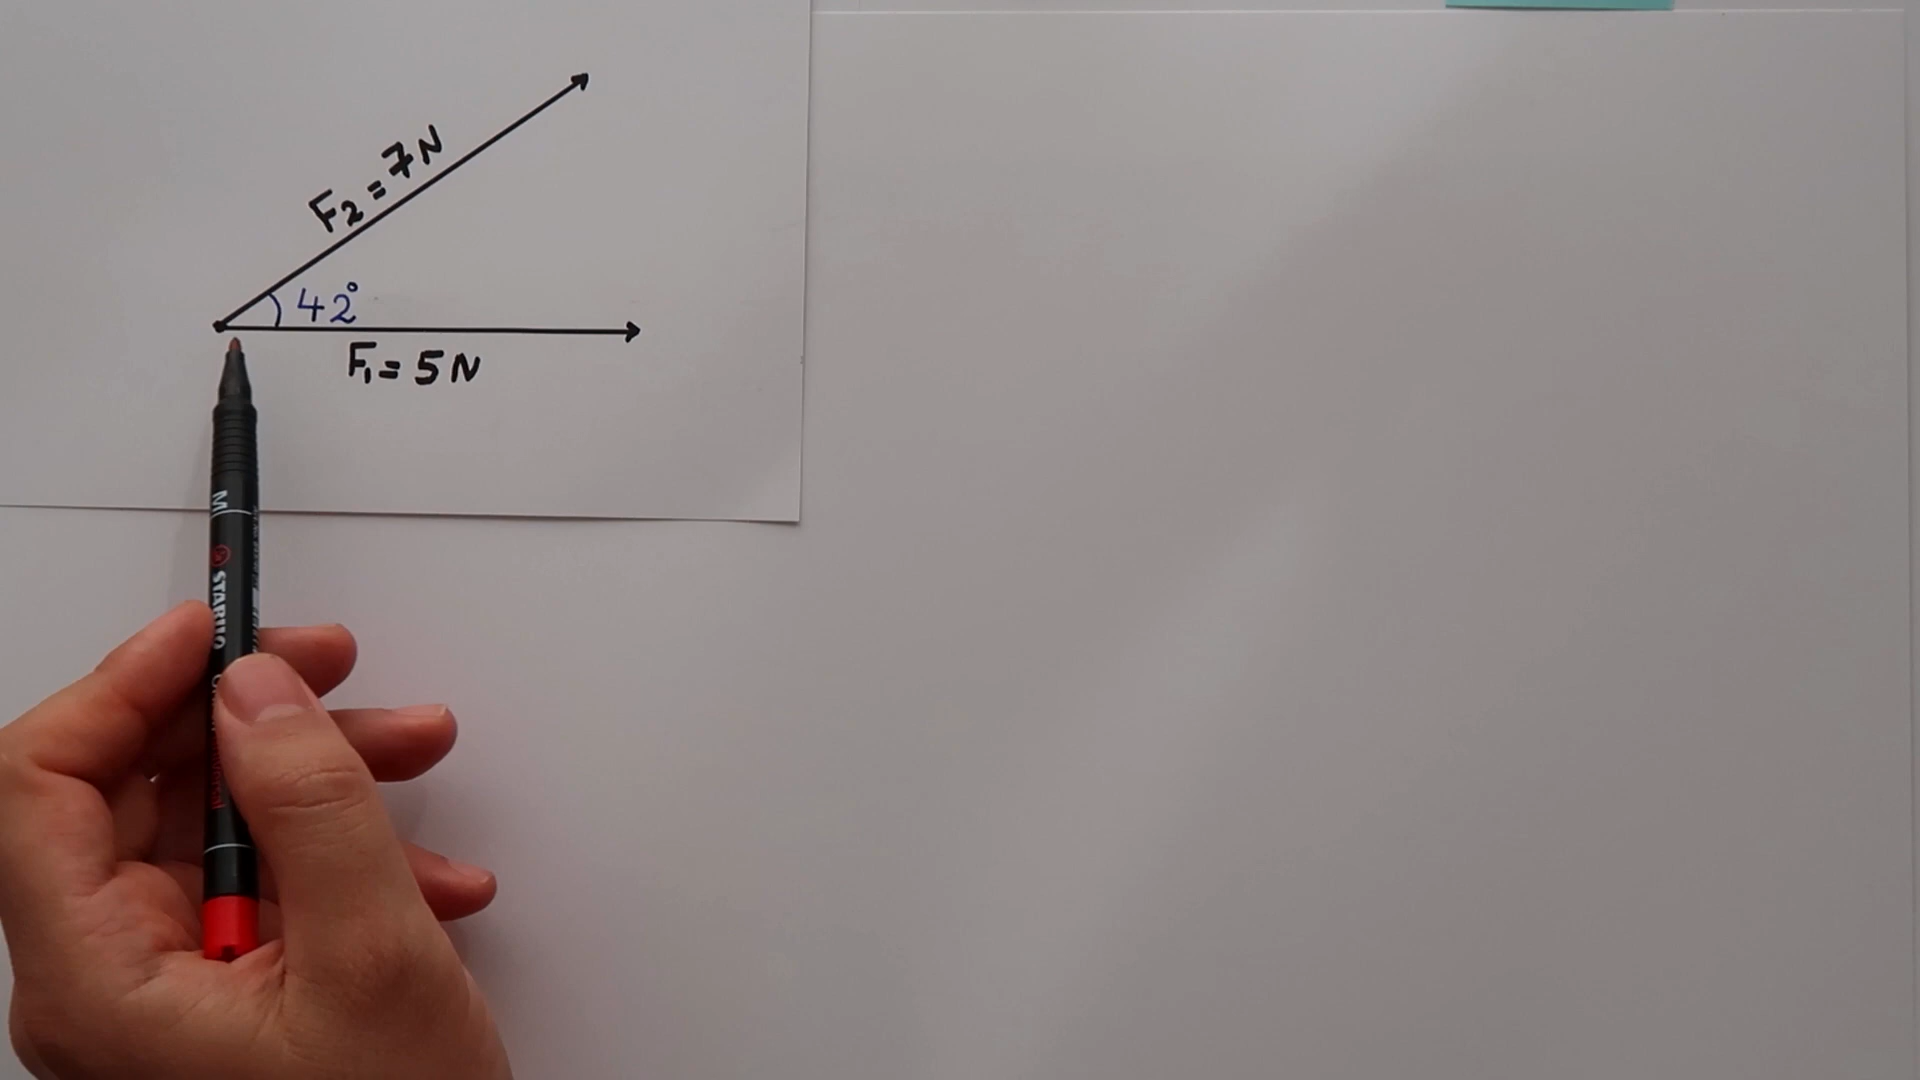 F₂ = 7N
42°
F₁ = 5N
M
STABILO